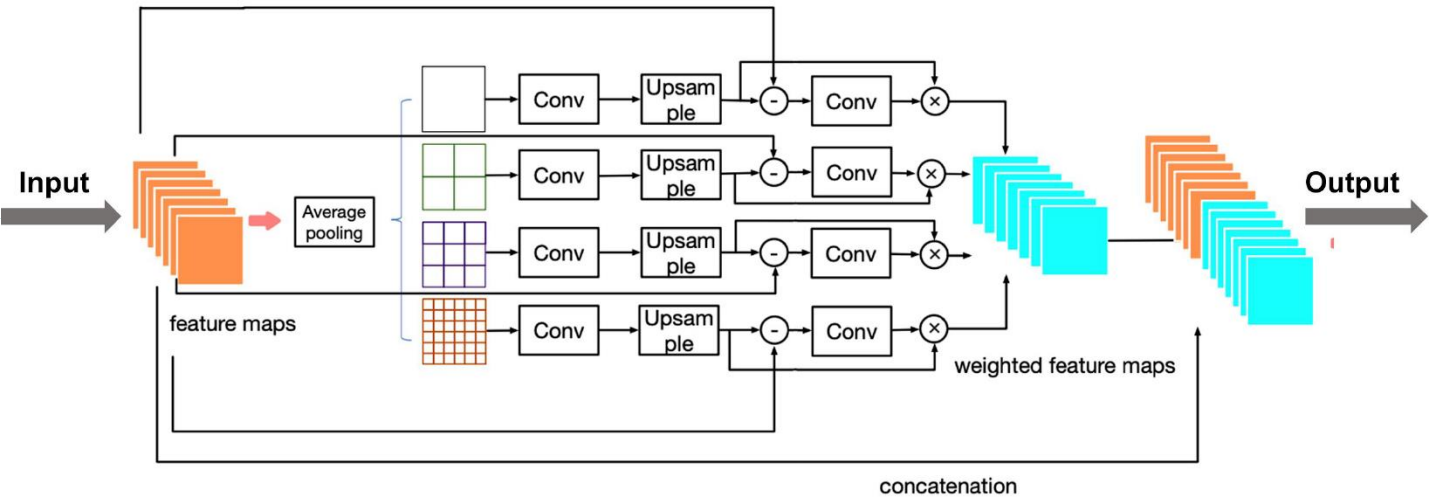 Input
Average
pooling
feature maps
Conv
Upsam
ple
-
Conv
×
Conv
Upsam
ple
-
Conv
×
Conv
Upsam
ple
-
Conv
×
Conv
Upsam
ple
-
Conv
×
weighted feature maps
Output
concatenation